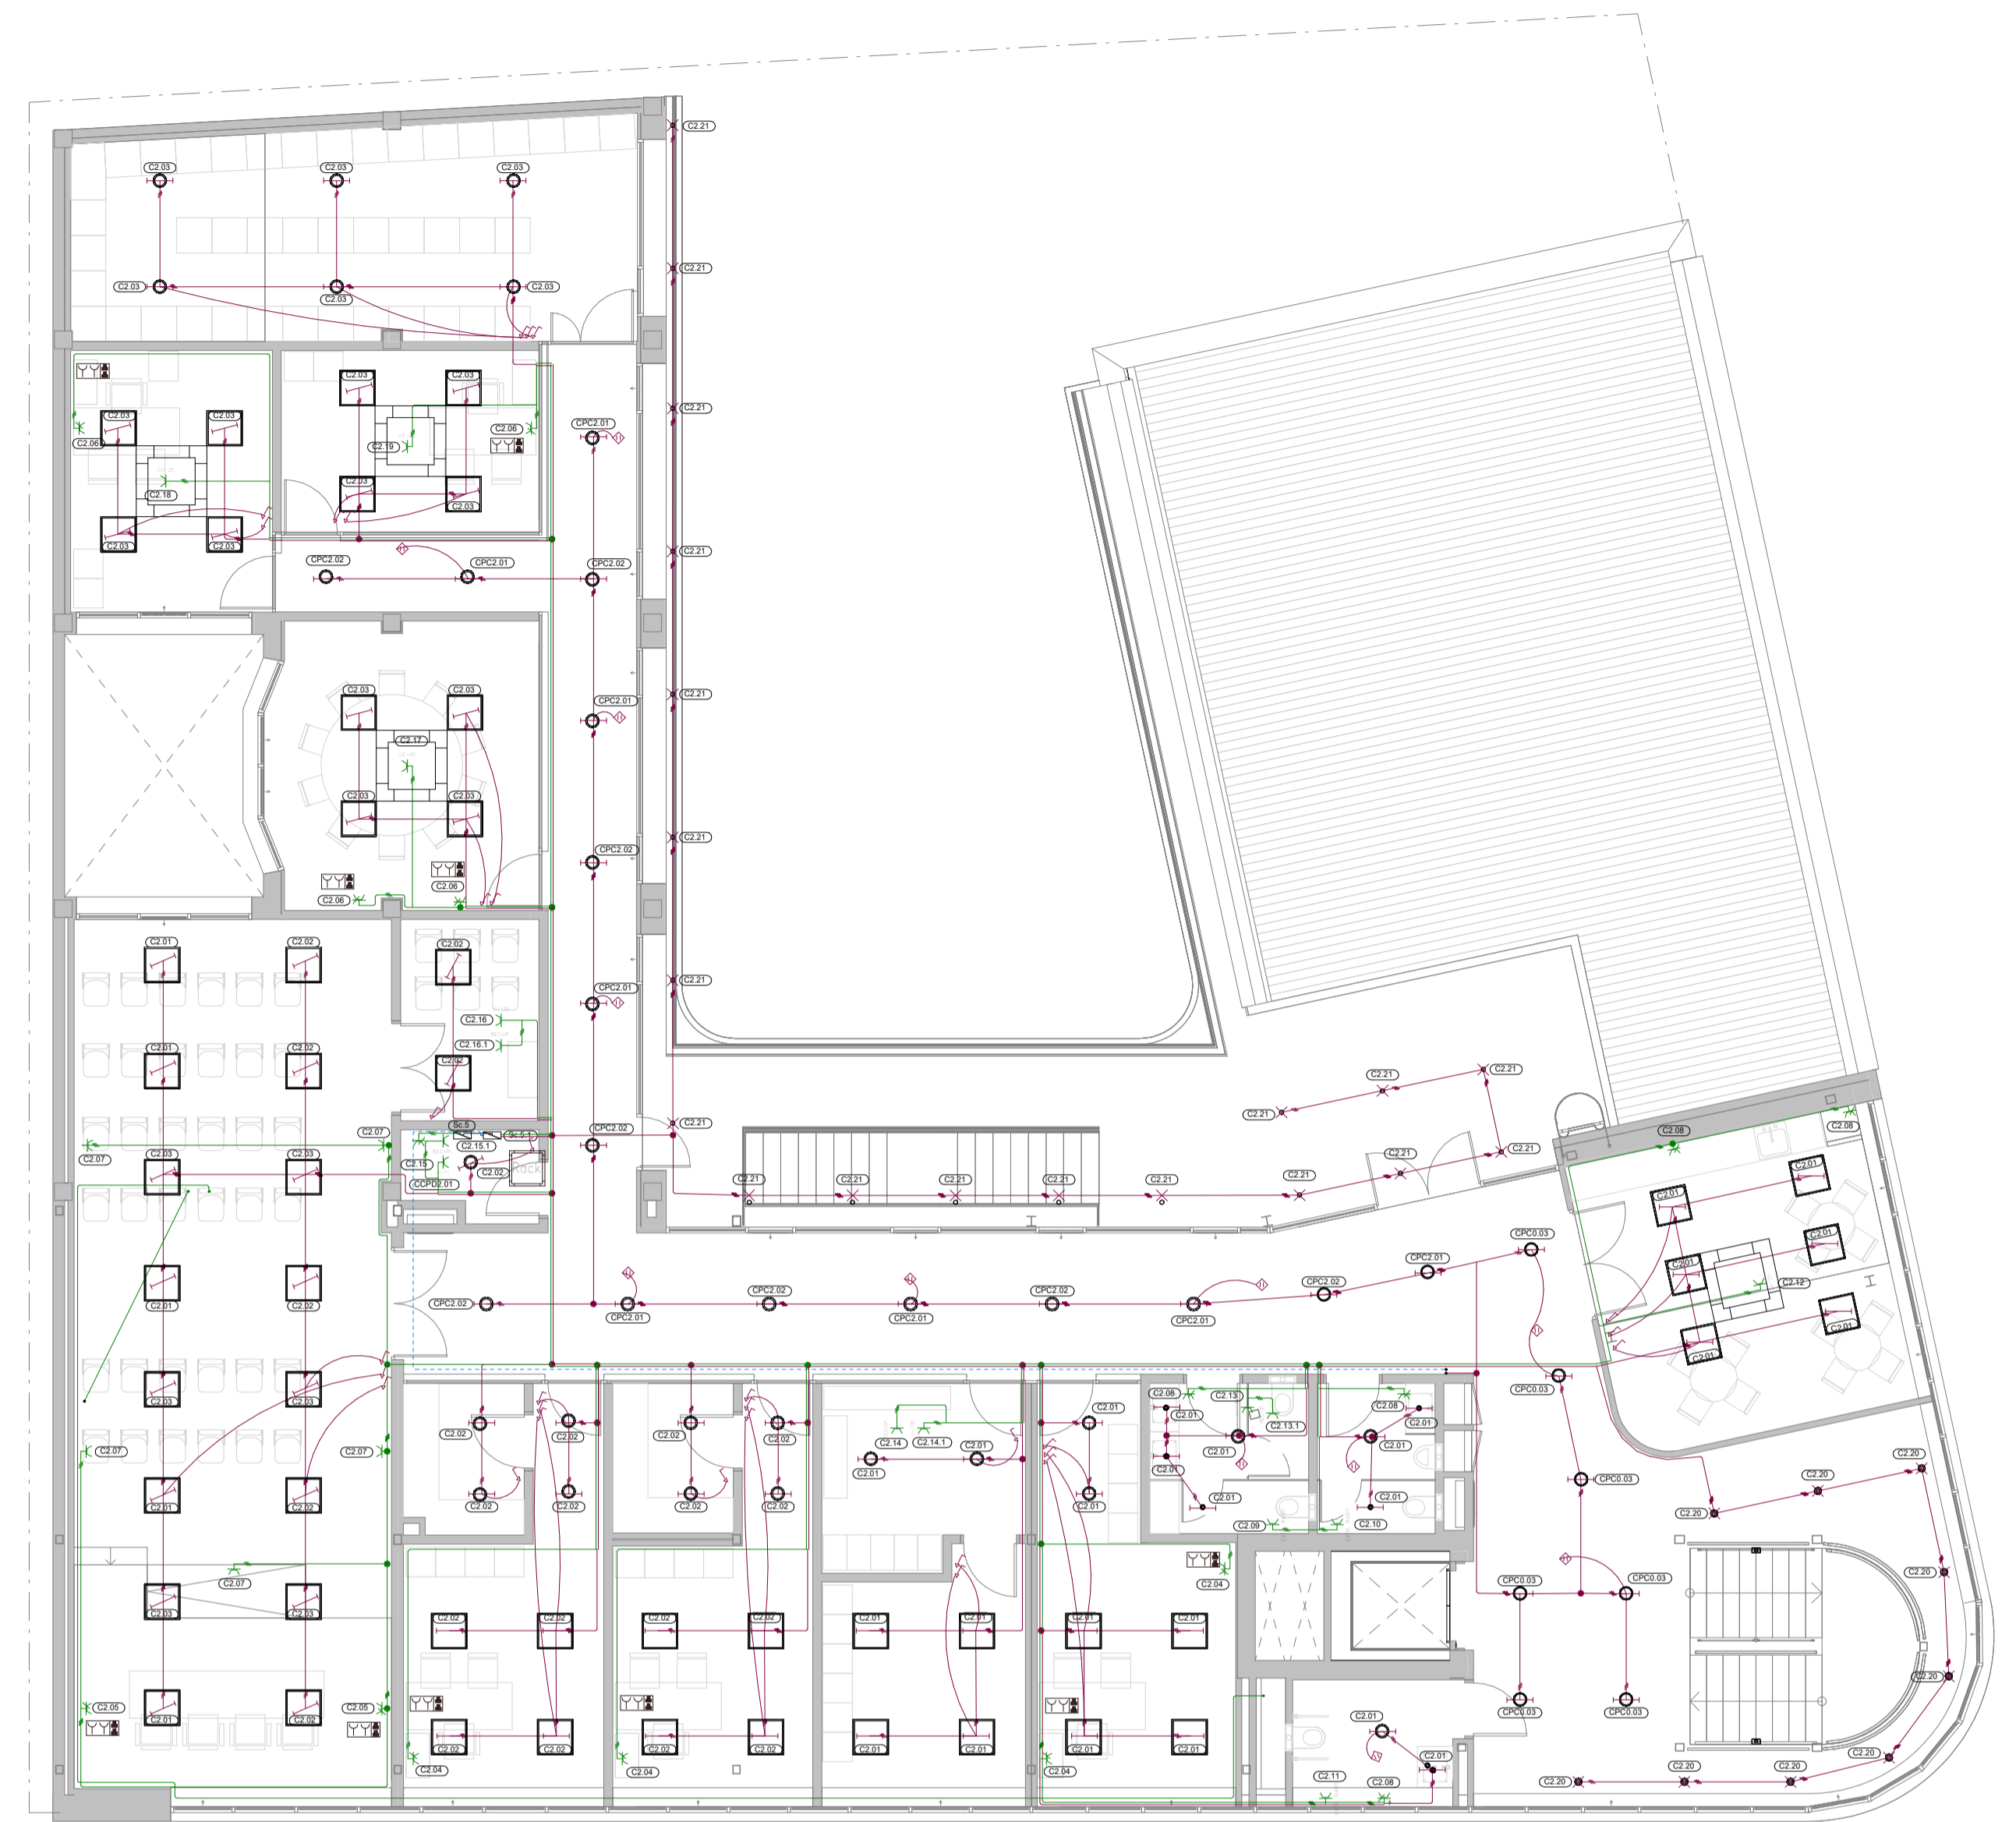 C2.21
C2.03 C2.03 C2.03
C2.21
C2.03 C2.03 C2.03
C2.03 C2.03
C2.21
C2.03 C2.03
CPC2.01
C2.06 C2.19 C2.06
C2.03 C2.03
C2.18
C2.03 C2.03
C2.21
CPC2.02 CPC2.01 CPC2.02
C2.03 C2.03
C2.21
CPC2.01
C2.17
C2.03 C2.03
C2.21
CPC2.02
C2.06
C2.06
C2.01 C2.02 C2.02
C2.21
CPC2.01
C2.16
C2.01 C2.02 C2.16.1
C2.02
C2.21 C2.21
C2.21
C2.21
Sc.5
C2.07 CPC2.02
C2.08 C2.08
C2.07 C2.15.1
C2.03 C2.03 C2.15 C2.02 Rack
C2.21 C2.21
C2.01
CCPD2.01
C2.21 C2.21 C2.21 C2.21 C2.21 C2.21
C2.01
CPC0.03
C2.01
CPC2.01
C2.01
C2.12
CPC2.02
C2.01 C2.02
CPC2.02 CPC2.01 CPC2.02 CPC2.01 CPC2.02 CPC2.01
C2.01
C2.01
CPC0.03
C2.08 C2.13 C2.08
C2.03 C2.03
C2.01 C2.01 C2.01
C2.02 C2.02 C2.02 C2.02 C2.13.1
C2.07 C2.07
C2.14 C2.14.1 C2.01 C2.01 C2.01
C2.01 C2.01
CPC0.03
C2.20
C2.20
C2.01 C2.02 C2.02 C2.02 C2.02 C2.02 C2.01
C2.01 C2.01
C2.20
C2.09 C2.10
C2.07
C2.04
C2.20
CPC0.03 CPC0.03
C2.03 C2.03
C2.02 C2.02 C2.02 C2.02 C2.01 C2.01 C2.01 C2.01
C2.20
C2.05 C2.05
C2.01 C2.02
CPC0.03 CPC0.03
C2.01
C2.02 C2.02 C2.02 C2.02 C2.01 C2.01 C2.01 C2.01
C2.01
C2.20
C2.04 C2.04 C2.04
C2.11 C2.08
C2.20 C2.20 C2.20